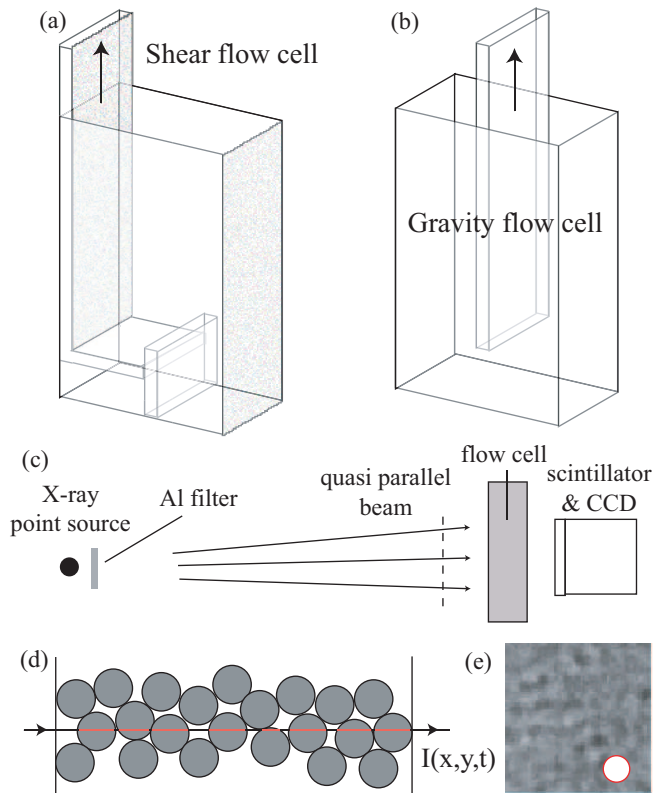 (a)
Shear flow cell
(b)
Gravity flow cell
(c)
X-ray
point source
Al filter
quasi parallel
beam
flow cell
scintillator
& CCD
(d)
I(x,y,t)
(e)